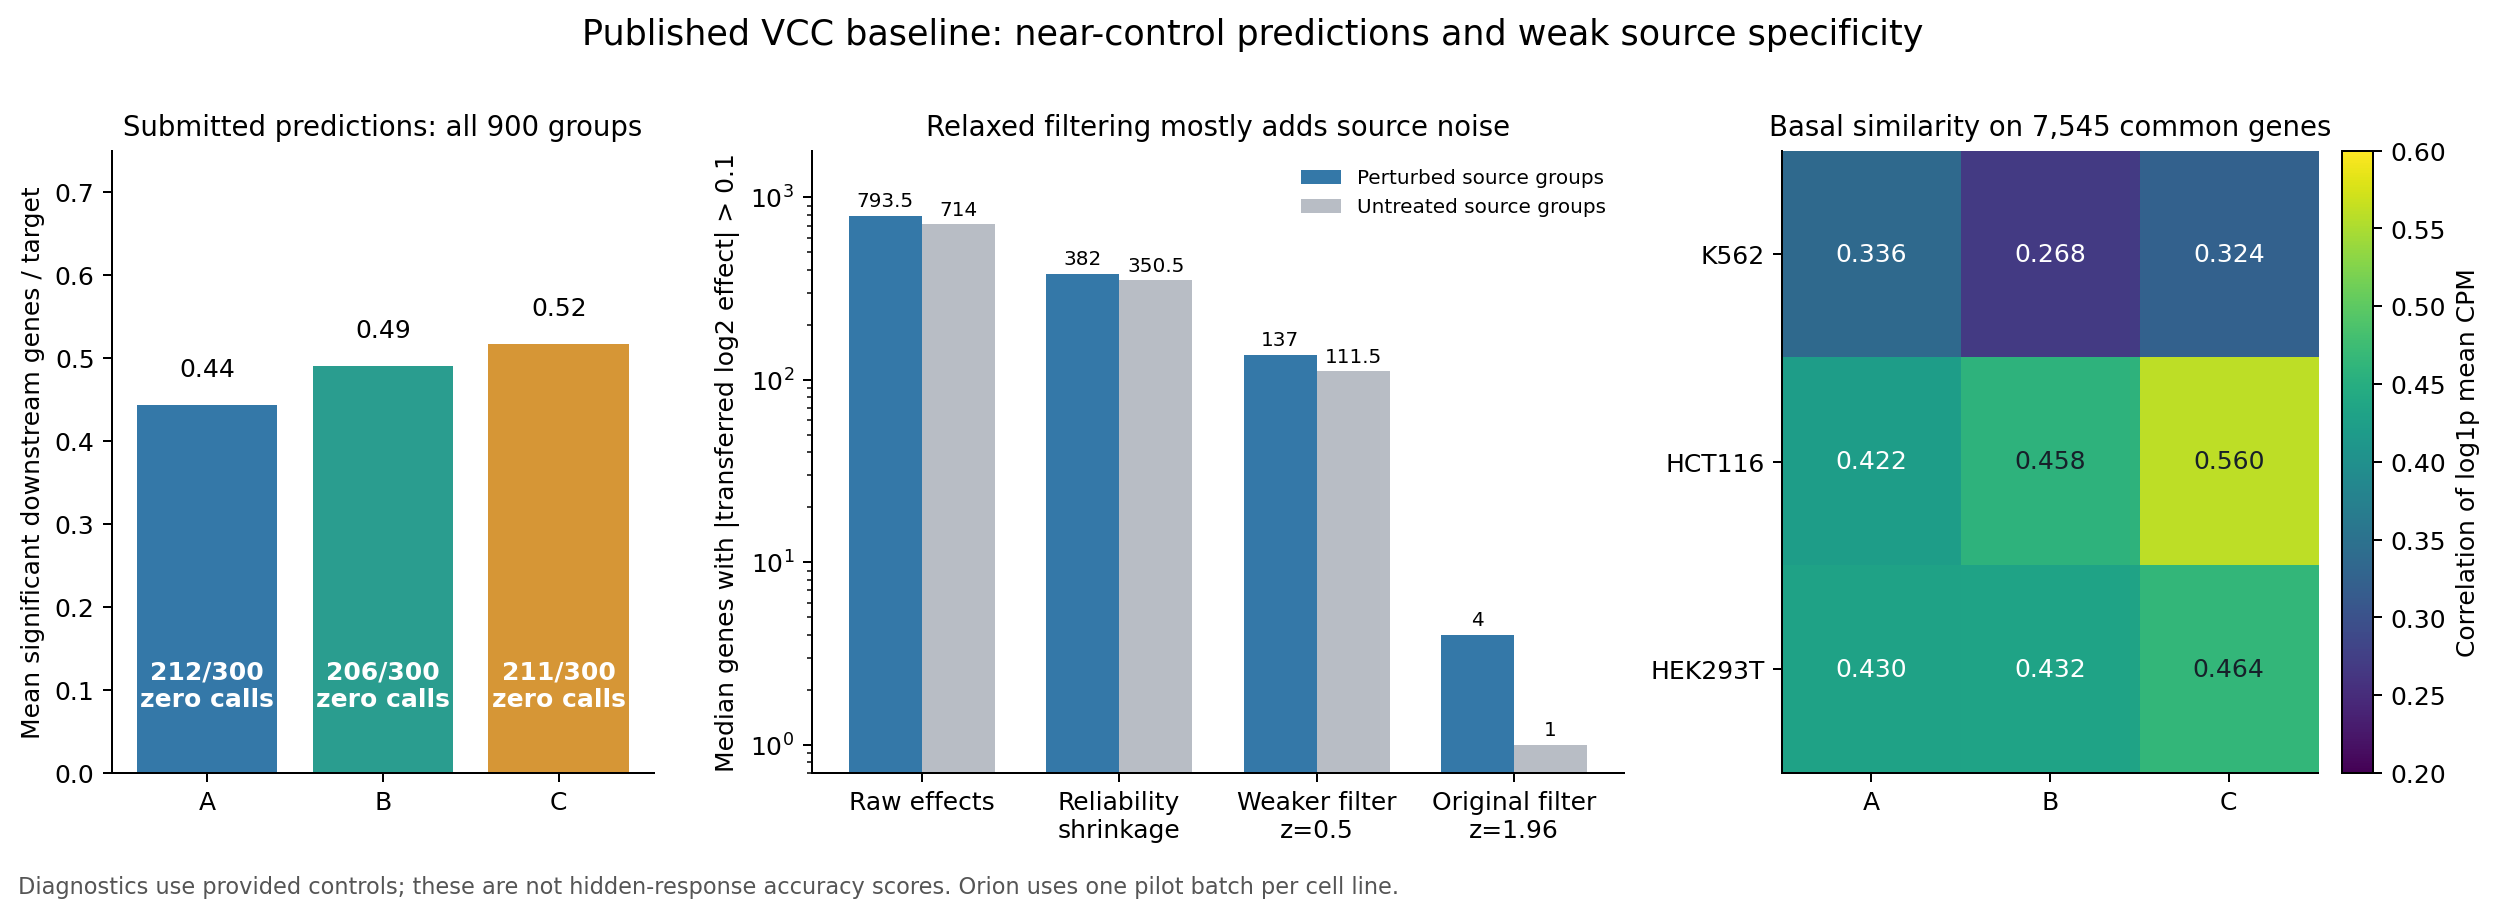 Published VCC baseline: near-control predictions and weak source specificity
Submitted predictions: all 900 groups
Mean significant downstream genes / target
0.7
0.6
0.5
0.4
0.3
0.2
0.1
0.0
0.44
0.49
0.52
212/300
zero calls
206/300
zero calls
211/300
zero calls
A
B
C
Relaxed filtering mostly adds source noise
Median genes with |transferred log2 effect| > 0.1
10³
10²
10¹
10⁰
Perturbed source groups
Untreated source groups
793.5
714
382
350.5
137
111.5
4
1
Raw effects
Reliability
shrinkage
Weaker filter
z=0.5
Original filter
z=1.96
Basal similarity on 7,545 common genes
K562
0.336
0.268
0.324
HCT116
0.422
0.458
0.560
HEK293T
0.430
0.432
0.464
A
B
C
0.60
0.55
0.50
0.45
0.40
0.35
0.30
0.25
0.20
Correlation of log1p mean CPM
Diagnostics use provided controls; these are not hidden-response accuracy scores. Orion uses one pilot batch per cell line.